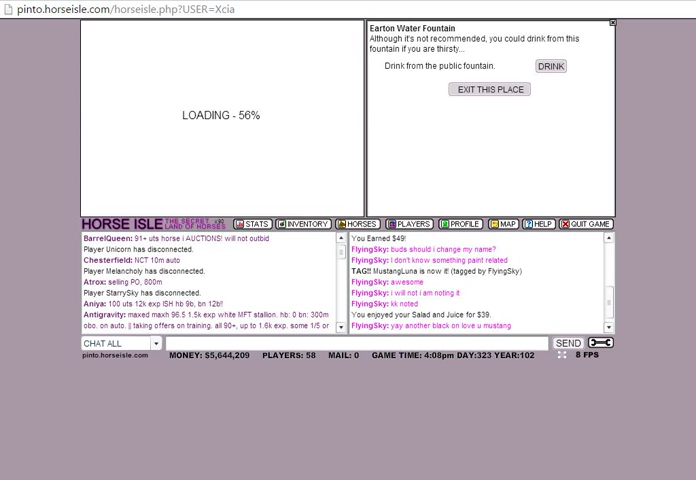 pinto.horseisle.com/horseisle.php?USER=Xcia
LOADING - 56%
Earton Water Fountain
Although it's not recommended, you could drink from this
fountain if you are thirsty...
Drink from the public fountain.
DRINK
EXIT THIS PLACE
HORSE ISLE THE SECRET LAND OF HORSES
STATS
INVENTORY
HORSES
PLAYERS
PROFILE
MAP
HELP
QUIT GAME
BarrelQueen: 91+ uts horse i AUCTIONS! will not outbid
Player Unicorn has disconnected.
Chesterfield: NCT 10m auto
Player Melancholy has disconnected.
Atrox: selling PO, 800m
Player StarrySky has disconnected.
Aniya: 100 uts 12k exp ISH hb 9b, bn 12b!
Antigravity: maxed maxh 96.5 1.5k exp white MFT stallion. hb: 0 bn: 300m
obo. on auto. || taking offers on training. all 90+, up to 1.6k exp. some 1/5 or
You Earned $49!
FlyingSky: buds should i change my name?
FlyingSky: I don't know something paint related
TAG!! MustangLuna is now it! (tagged by FlyingSky)
FlyingSky: awesome
FlyingSky: i will not i am noting it
FlyingSky: kk noted
You enjoyed your Salad and Juice for $39.
FlyingSky: yay another black on love u mustang
CHAT ALL
SEND
pinto.horseisle.com
MONEY: $5,644,209
PLAYERS: 58
MAIL: 0
GAME TIME: 4:08pm DAY:323 YEAR:102
8 FPS